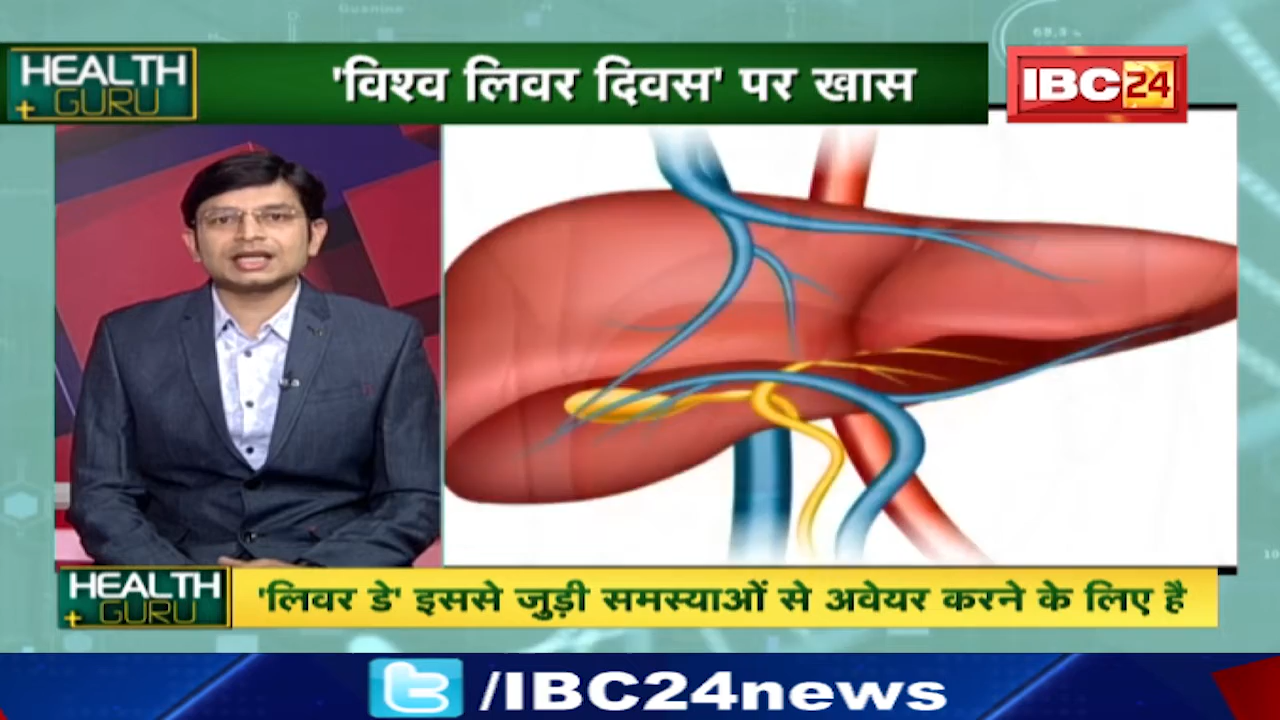 HEALTH
+ GURU
'विश्व लिवर दिवस' पर खास
IBC24
HEALTH
+ GURU
'लिवर डे' इससे जुड़ी समस्याओं से अवेयर करने के लिए है
/IBC24news